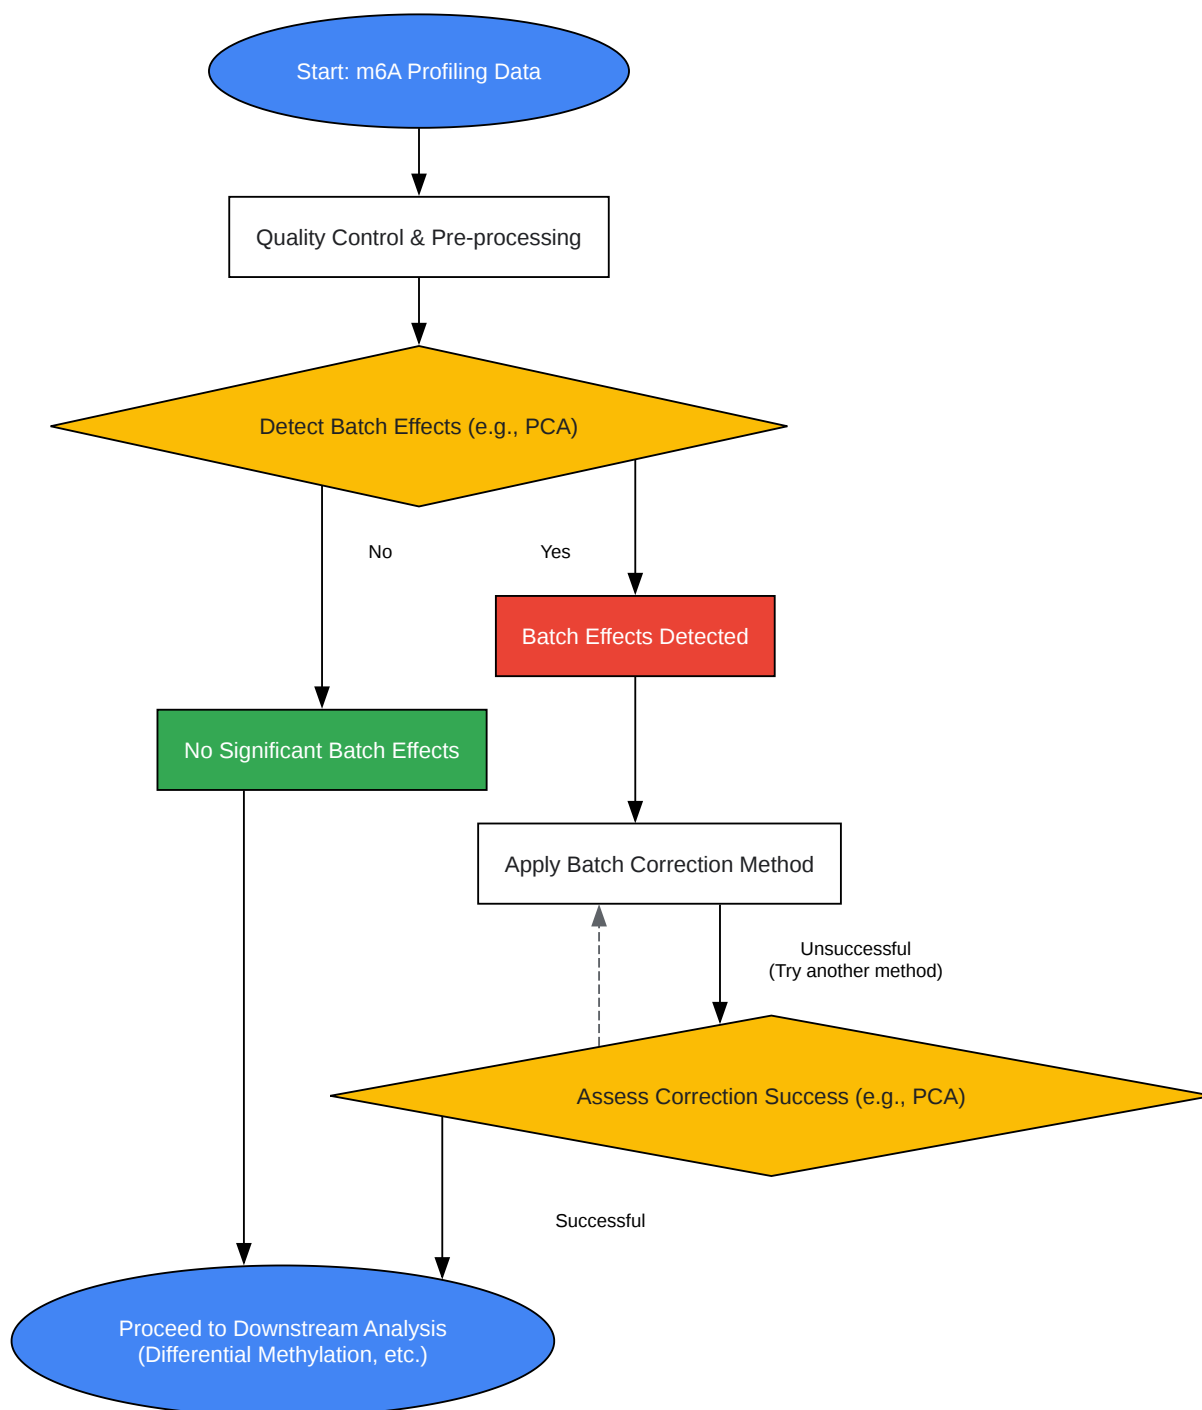 Start: m6A Profiling Data
Quality Control & Pre-processing
Detect Batch Effects (e.g., PCA)
No
Yes
Batch Effects Detected
No Significant Batch Effects
Apply Batch Correction Method
Unsuccessful
(Try another method)
Assess Correction Success (e.g., PCA)
Successful
Proceed to Downstream Analysis
(Differential Methylation, etc.)